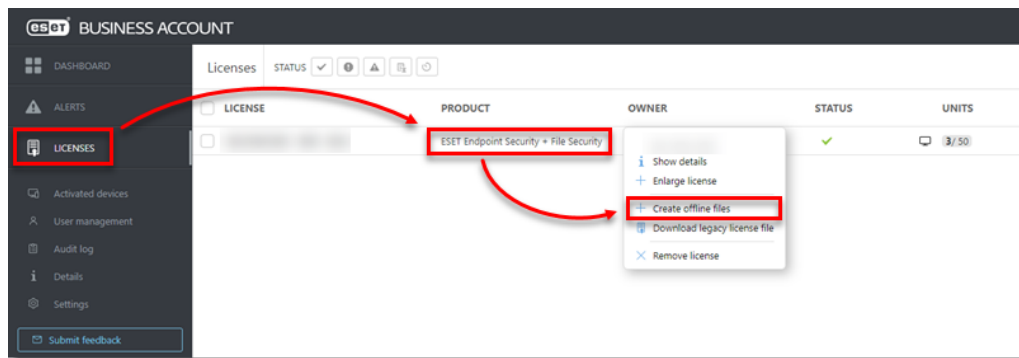 eset BUSINESS ACCOUNT
DASHBOARD
ALERTS
LICENSES
Activated devices
User management
Audit log
Details
Settings
Submit feedback
Licenses STATUS
LICENSE PRODUCT OWNER STATUS UNITS
ESET Endpoint Security + File Security 3/50
Show details
Enlarge license
Create offline files
Download legacy license file
Remove license